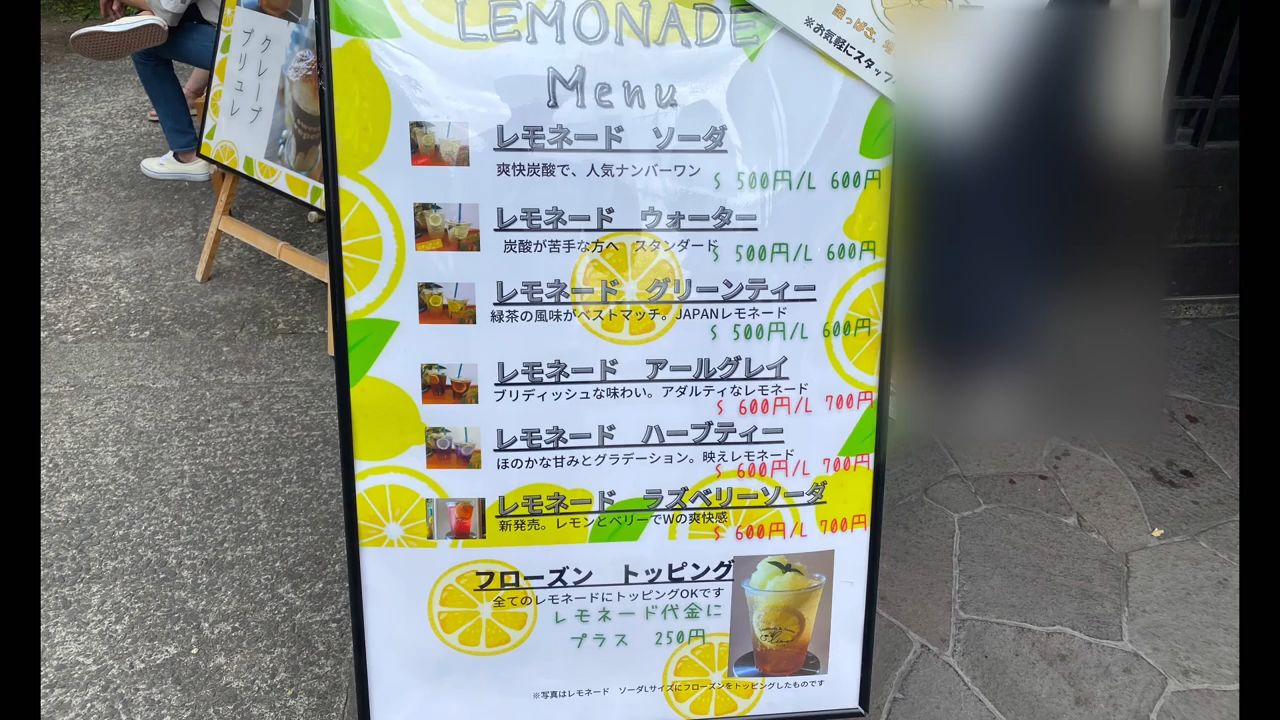 クレープ
ブリュレ
※お気軽にスタッフ
LEMONADE
Menu
レモネード　ソーダ
爽快炭酸で、人気ナンバーワン
S 500円/L 600円
レモネード　ウォーター
炭酸が苦手な方へ　スタンダード
S 500円/L 600円
レモネード　グリーンティー
緑茶の風味がベストマッチ。JAPANレモネード
S 500円/L 600円
レモネード　アールグレイ
ブリディッシュな味わい。アダルティなレモネード
S 600円/L 700円
レモネード　ハーブティー
ほのかな甘みとグラデーション。映えレモネード
S 600円/L 700円
レモネード　ラズベリーソーダ
新発売。レモンとベリーでWの爽快感
S 600円/L 700円
フローズン　トッピング
全てのレモネードにトッピングOKです
レモネード代金に
プラス　250円
※写真はレモネード　ソーダLサイズにフローズンをトッピングしたものです